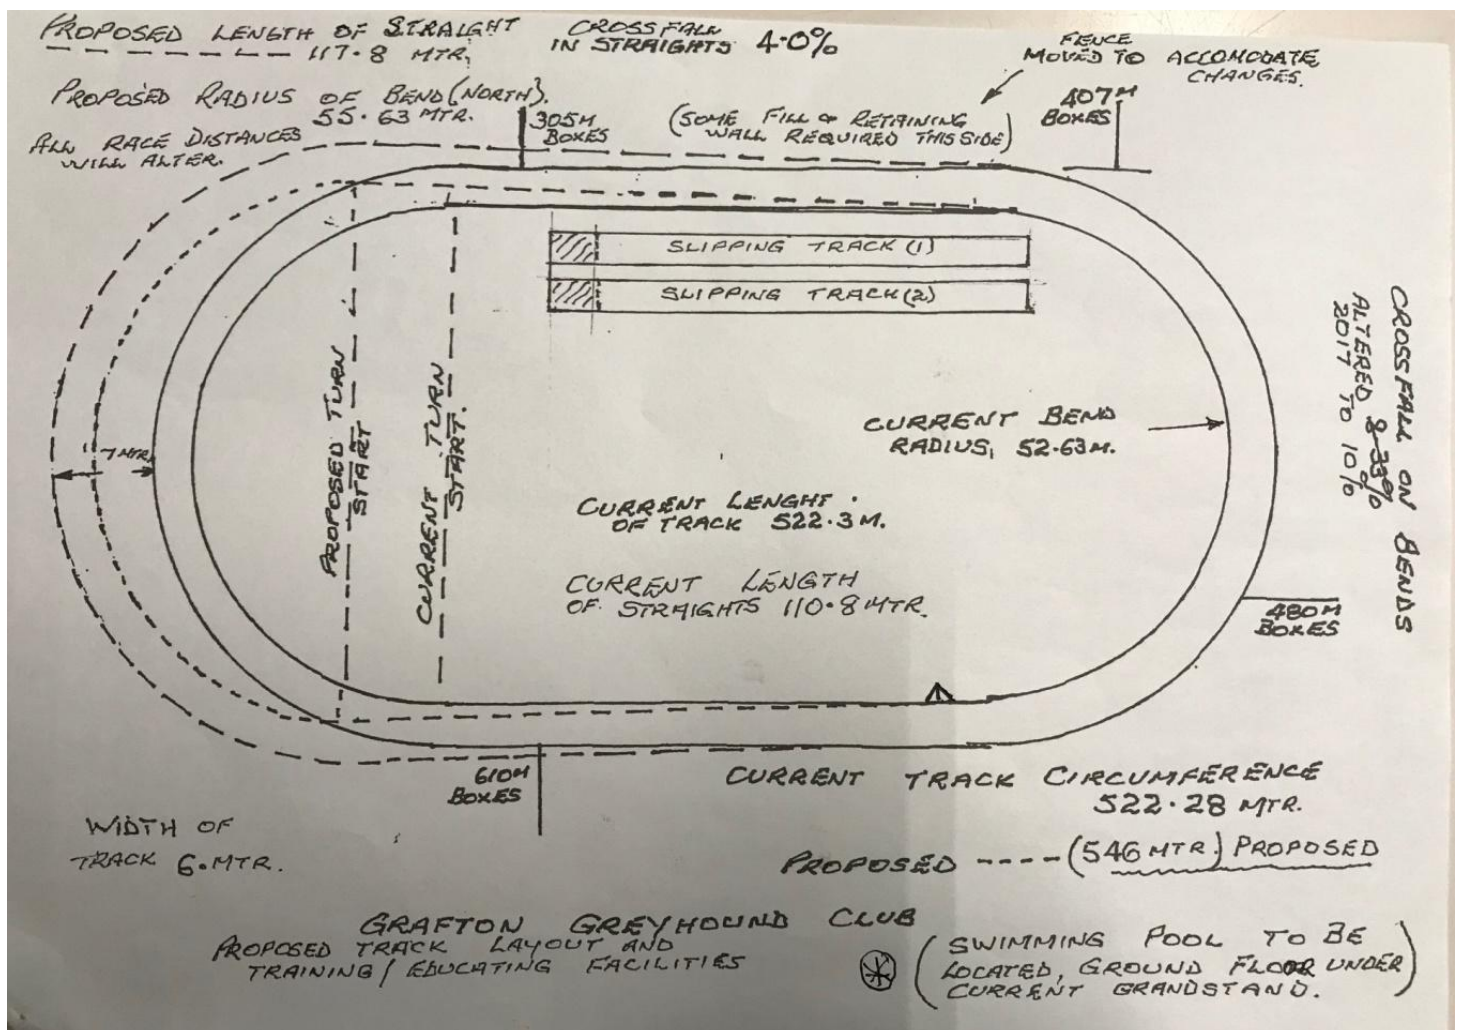 PROPOSED LENGTH OF STRAIGHT
117.8 MTR.
CROSSFALL
IN STRAIGHTS 4.0%
FENCE
MOVED TO ACCOMODATE
CHANGES.
PROPOSED RADIUS OF BEND (NORTH).
55.63 MTR.
ALL RACE DISTANCES
WILL ALTER.
305M
BOXES
(SOME FILL & RETAINING
WALL REQUIRED THIS SIDE)
407M
BOXES
SLIPPING TRACK (1)
SLIPPING TRACK (2)
CROSSFALL ON BENDS
ALTERED 8.33%
2017 TO 10%
PROPOSED TURN
START
CURRENT TURN
START.
7 MTR.
CURRENT BEND
RADIUS, 52.63M.
CURRENT LENGHT
OF TRACK 522.3M.
CURRENT LENGTH
OF STRAIGHTS 110.8 MTR.
480M
BOXES
610M
BOXES
CURRENT TRACK CIRCUMFERENCE
522.28 MTR.
WIDTH OF
TRACK 6.MTR.
PROPOSED ---- (546 MTR.) PROPOSED
GRAFTON GREYHOUND CLUB
PROPOSED TRACK LAYOUT AND
TRAINING/EDUCATING FACILITIES
(SWIMMING POOL TO BE
LOCATED, GROUND FLOOR UNDER
CURRENT GRANDSTAND.)